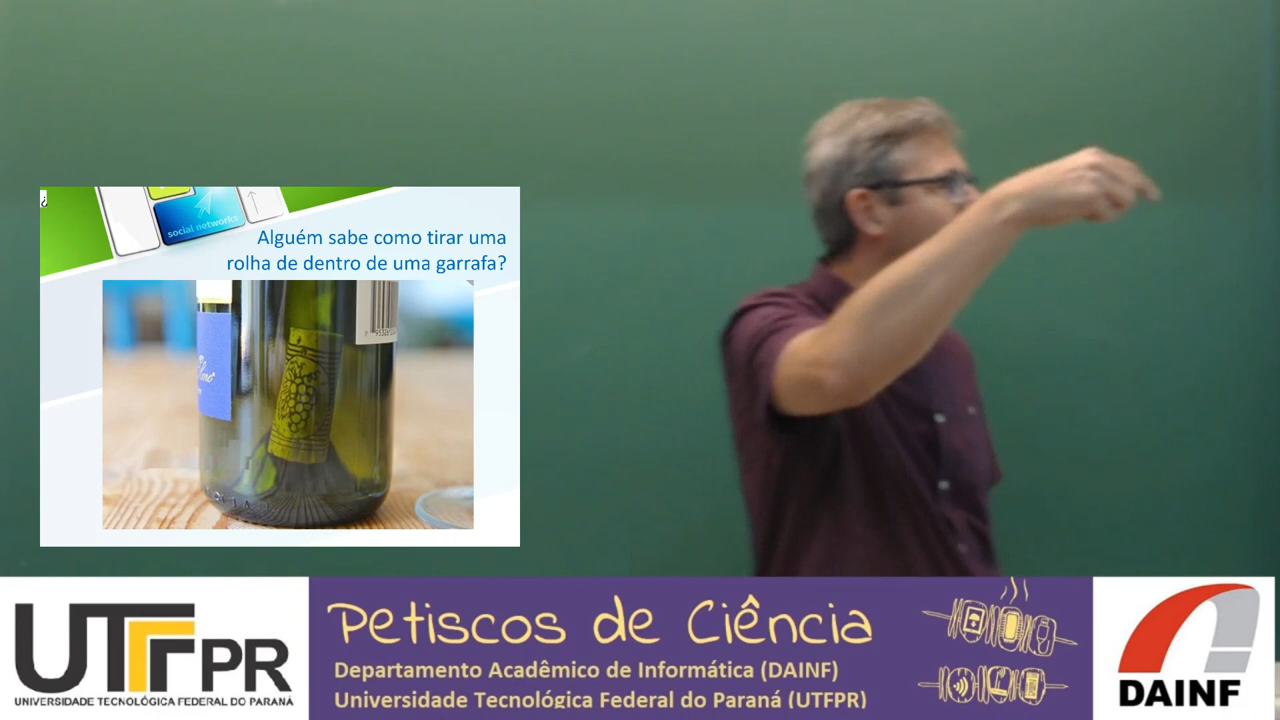 ¿
social networks
Alguém sabe como tirar uma
rolha de dentro de uma garrafa?
UTFPR
UNIVERSIDADE TECNOLÓGICA FEDERAL DO PARANÁ
Petiscos de Ciência
Departamento Acadêmico de Informática (DAINF)
Universidade Tecnológica Federal do Paraná (UTFPR)
DAINF